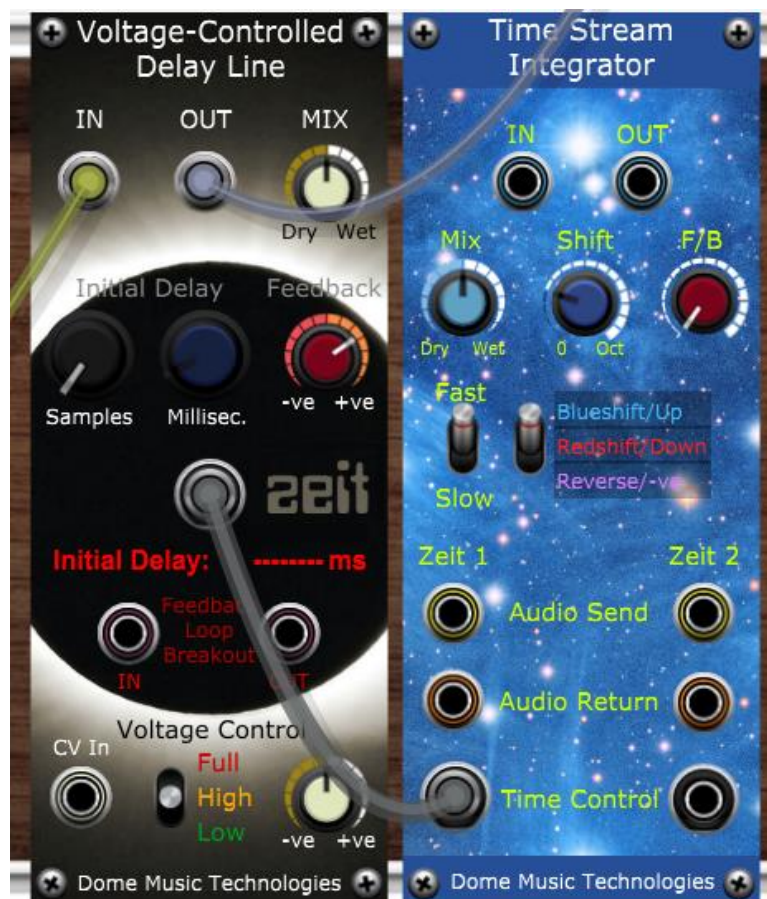 Voltage-Controlled
Delay Line
IN OUT MIX
Dry Wet
Initial Delay Feedback
Samples Millisec. -ve +ve
zeit
Initial Delay: -------- ms
Feedbac
Loop
Breakout
IN OUT
Voltage Control
CV In
Full
High
Low
-ve +ve
Dome Music Technologies
Time Stream
Integrator
IN OUT
Mix Shift F/B
Dry Wet 0 Oct
Fast
Slow
Blueshift/Up
Redshift/Down
Reverse/-ve
Zeit 1 Zeit 2
Audio Send
Audio Return
Time Control
Dome Music Technologies